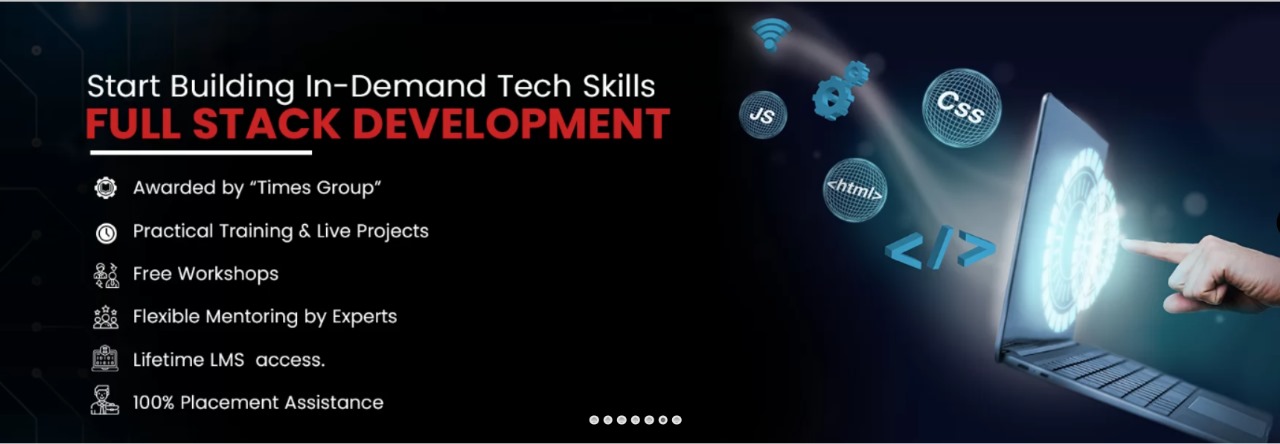 Start Building In-Demand Tech Skills
FULL STACK DEVELOPMENT
Awarded by “Times Group“
Practical Training & Live Projects
Free Workshops
Flexible Mentoring by Experts
Lifetime LMS  access.
100% Placement Assistance
JS
Css
<html>
</>